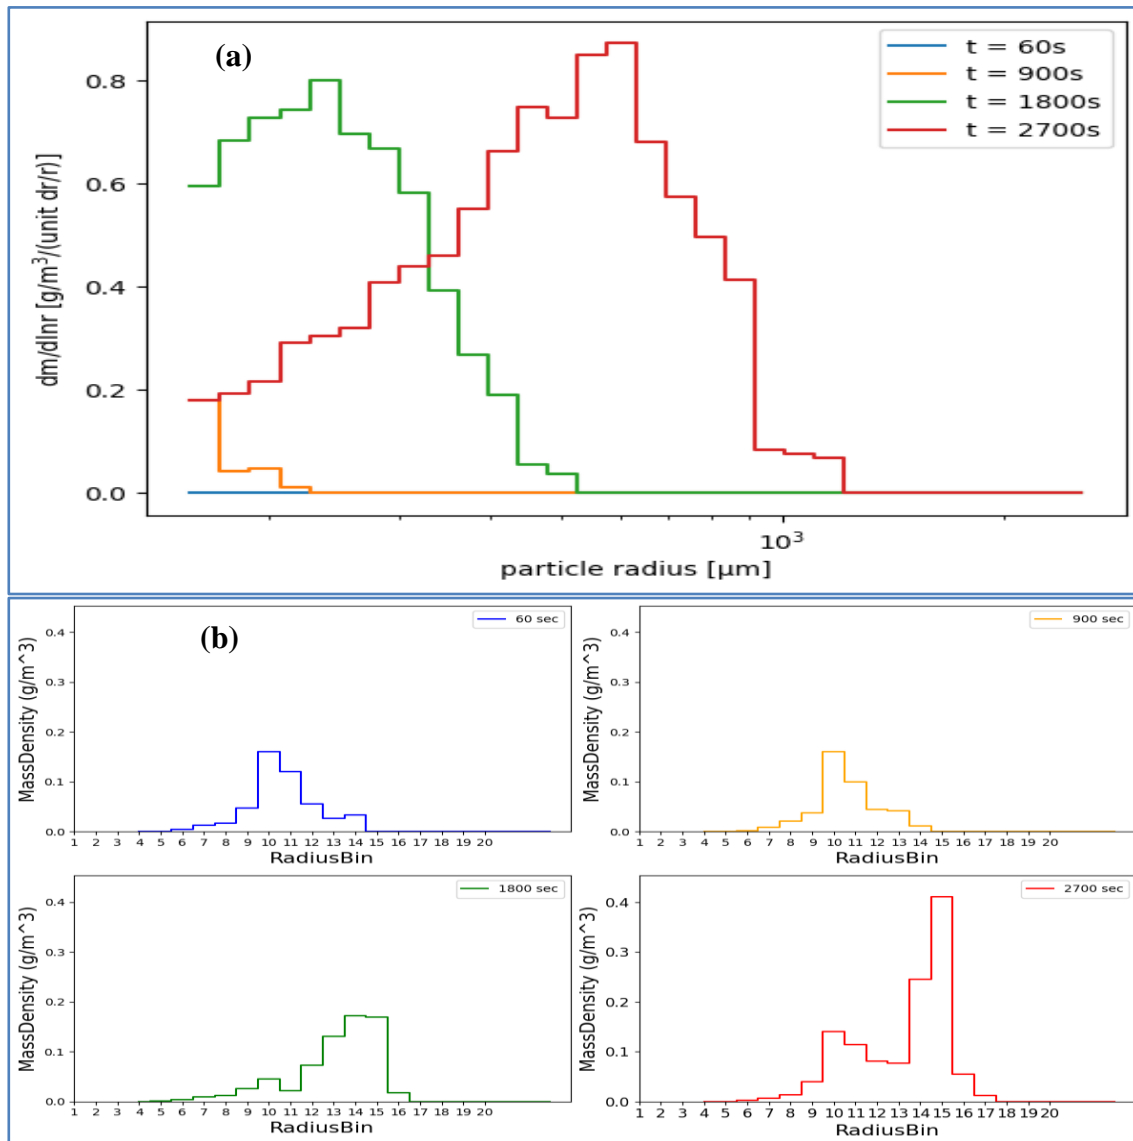 (a)
t = 60s
t = 900s
t = 1800s
t = 2700s
dm/dlnr [g/m³/(unit dr/r)]
0.8
0.6
0.4
0.2
0.0
10³
particle radius [μm]
(b)
60 sec
MassDensity (g/m^3)
0.4
0.3
0.2
0.1
0.0
1 2 3 4 5 6 7 8 9 10 11 12 13 14 15 16 17 18 19 20
RadiusBin
900 sec
MassDensity (g/m^3)
0.4
0.3
0.2
0.1
0.0
1 2 3 4 5 6 7 8 9 10 11 12 13 14 15 16 17 18 19 20
RadiusBin
1800 sec
MassDensity (g/m^3)
0.4
0.3
0.2
0.1
0.0
1 2 3 4 5 6 7 8 9 10 11 12 13 14 15 16 17 18 19 20
RadiusBin
2700 sec
MassDensity (g/m^3)
0.4
0.3
0.2
0.1
0.0
1 2 3 4 5 6 7 8 9 10 11 12 13 14 15 16 17 18 19 20
RadiusBin